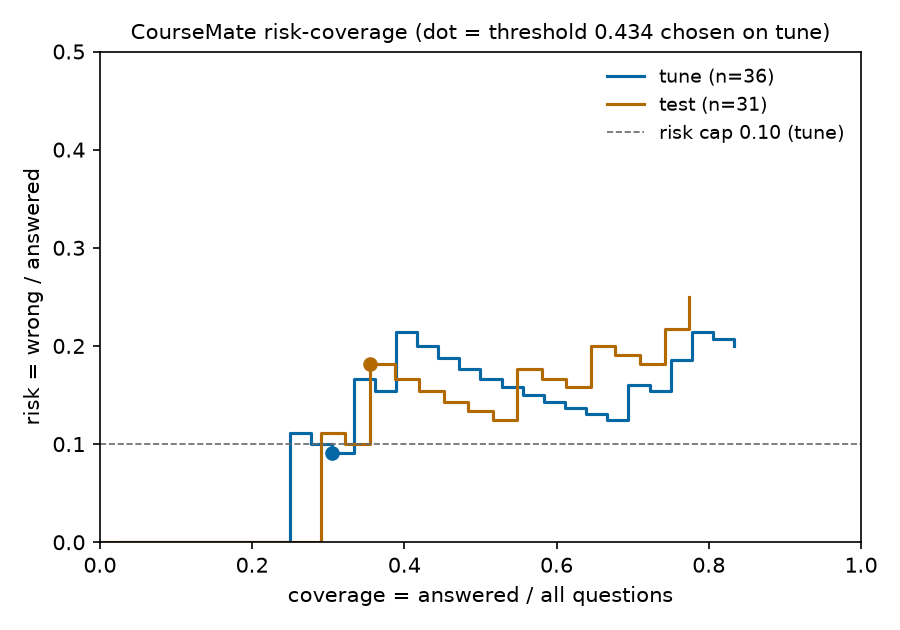 CourseMate risk-coverage (dot = threshold 0.434 chosen on tune)
0.5
0.4
0.3
0.2
0.1
0.0
risk = wrong / answered
tune (n=36)
test (n=31)
risk cap 0.10 (tune)
0.0 0.2 0.4 0.6 0.8 1.0
coverage = answered / all questions